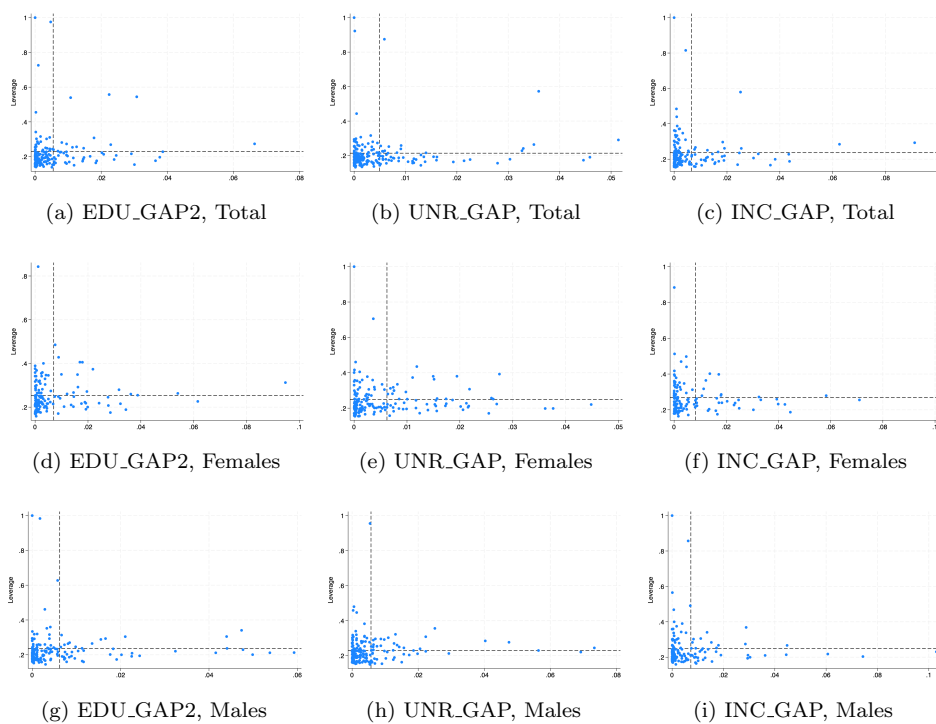 1
.8
.6
.4
.2
Leverage
0 .02 .04 .06 .08
(a) EDU_GAP2, Total
1
.8
.6
.4
.2
Leverage
0 .01 .02 .03 .04 .05
(b) UNR_GAP, Total
1
.8
.6
.4
.2
Leverage
0 .02 .04 .06 .08
(c) INC_GAP, Total
.8
.6
.4
.2
Leverage
0 .02 .04 .06 .08 .1
(d) EDU_GAP2, Females
1
.8
.6
.4
.2
Leverage
0 .01 .02 .03 .04 .05
(e) UNR_GAP, Females
1
.8
.6
.4
.2
Leverage
0 .02 .04 .06 .08 .1
(f) INC_GAP, Females
1
.8
.6
.4
.2
Leverage
0 .02 .04 .06
(g) EDU_GAP2, Males
1
.8
.6
.4
.2
Leverage
0 .02 .04 .06 .08
(h) UNR_GAP, Males
1
.8
.6
.4
.2
Leverage
0 .02 .04 .06 .08 .1
(i) INC_GAP, Males